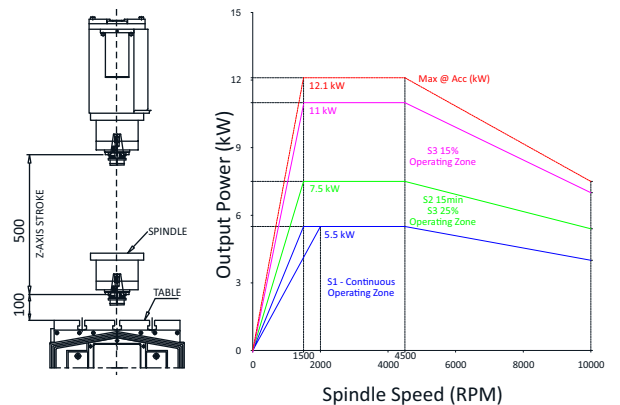 500
Z-AXIS STROKE
SPINDLE
100
TABLE
Output Power (kW)
15
12
9
6
3
0
12.1 kW
Max @ Acc (kW)
11 kW
S3 15%
Operating Zone
7.5 kW
S2 15min
S3 25%
Operating Zone
5.5 kW
S1 - Continuous
Operating Zone
0
1500
2000
4000
4500
6000
8000
10000
Spindle Speed (RPM)